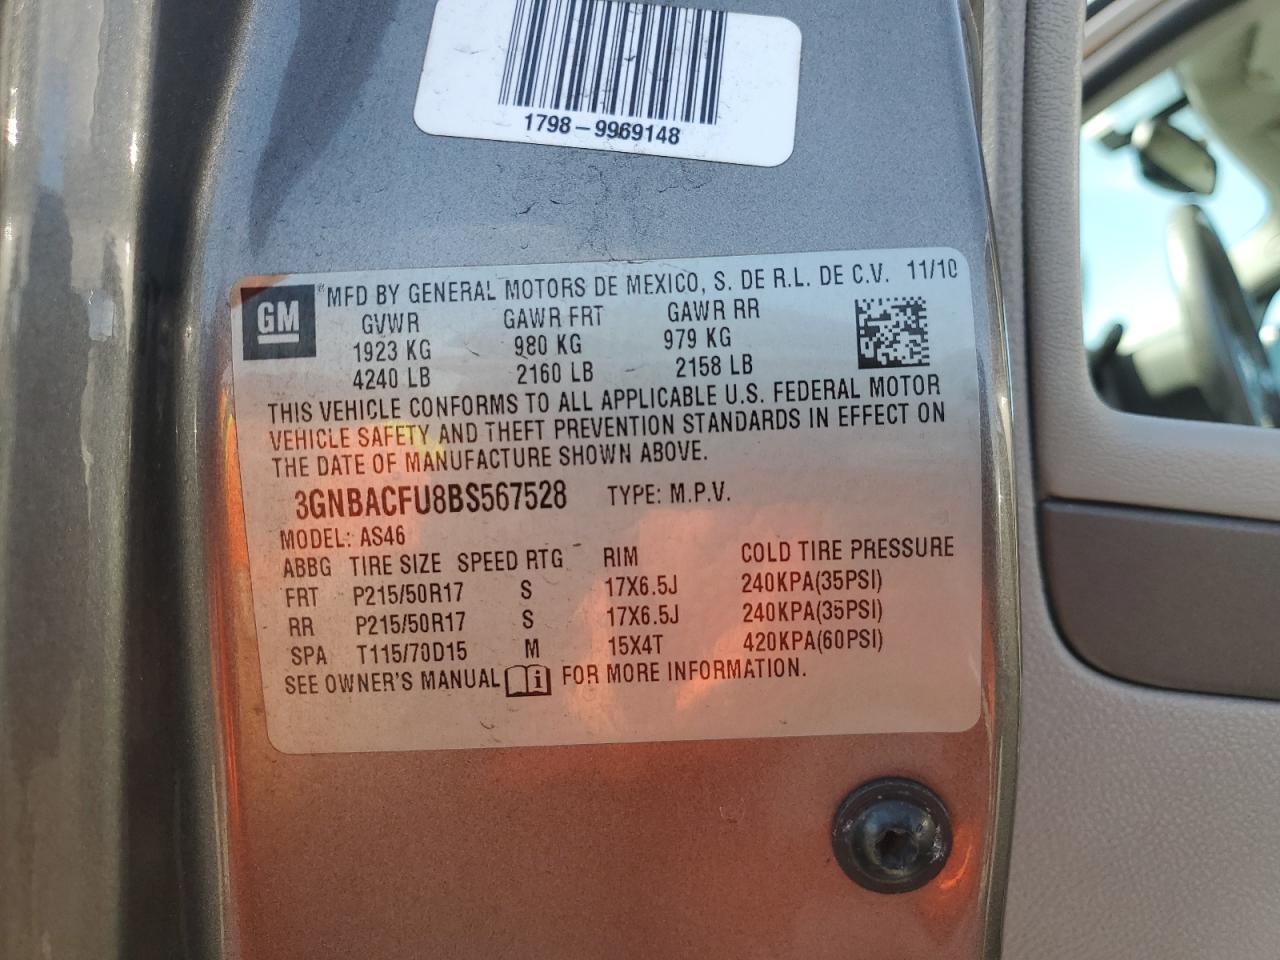 1798-9969148
GM ® MFD BY GENERAL MOTORS DE MEXICO, S. DE R.L. DE C.V. 11/10
GVWR GAWR FRT GAWR RR
1923 KG 980 KG 979 KG
4240 LB 2160 LB 2158 LB
THIS VEHICLE CONFORMS TO ALL APPLICABLE U.S. FEDERAL MOTOR
VEHICLE SAFETY AND THEFT PREVENTION STANDARDS IN EFFECT ON
THE DATE OF MANUFACTURE SHOWN ABOVE.
3GNBACFU8BS567528 TYPE: M.P.V.
MODEL: AS46
ABBG TIRE SIZE SPEED RTG RIM COLD TIRE PRESSURE
FRT P215/50R17 S 17X6.5J 240KPA(35PSI)
RR P215/50R17 S 17X6.5J 240KPA(35PSI)
SPA T115/70D15 M 15X4T 420KPA(60PSI)
SEE OWNER'S MANUAL FOR MORE INFORMATION.